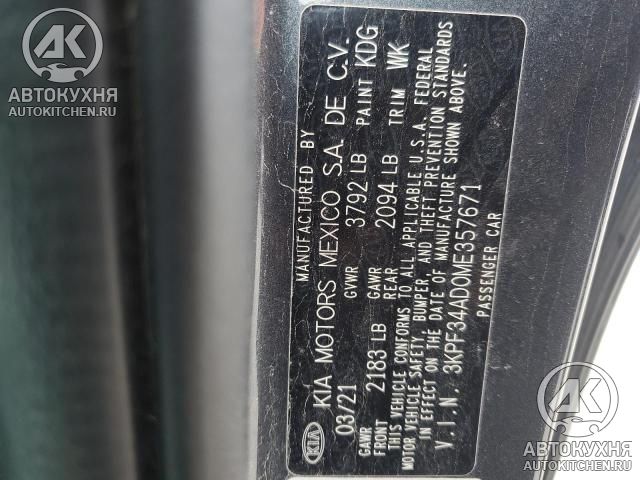 АВТОКУХНЯ
AUTOKITCHEN.RU
MANUFACTURED BY
KIA KIA MOTORS MEXICO S.A. DE C.V.
03/21 GVWR 3792 LB PAINT KDG
GAWR FRONT 2183 LB GAWR REAR 2094 LB TRIM WK
THIS VEHICLE CONFORMS TO ALL APPLICABLE U.S.A. FEDERAL
MOTOR VEHICLE SAFETY, BUMPER, AND THEFT PREVENTION STANDARDS
IN EFFECT ON THE DATE OF MANUFACTURE SHOWN ABOVE.
V.I.N. 3KPF34AD0ME357671
PASSENGER CAR
АВТОКУХНЯ
AUTOKITCHEN.RU